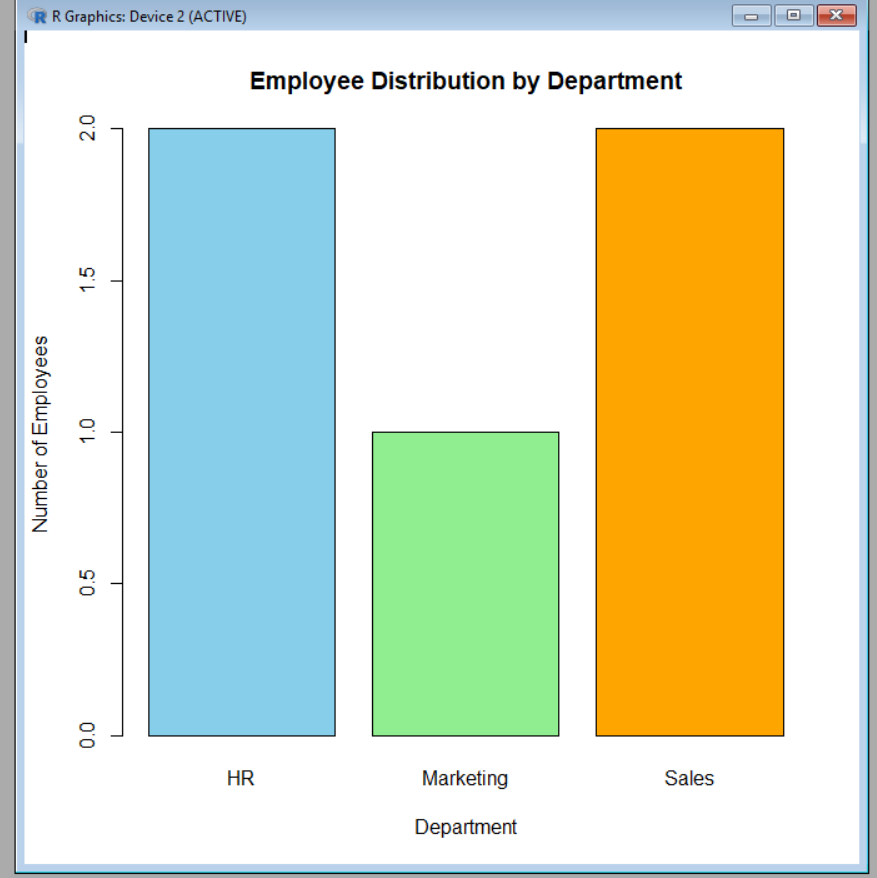 R Graphics: Device 2 (ACTIVE)
Employee Distribution by Department
2.0
1.5
1.0
0.5
0.0
Number of Employees
HR Marketing Sales
Department